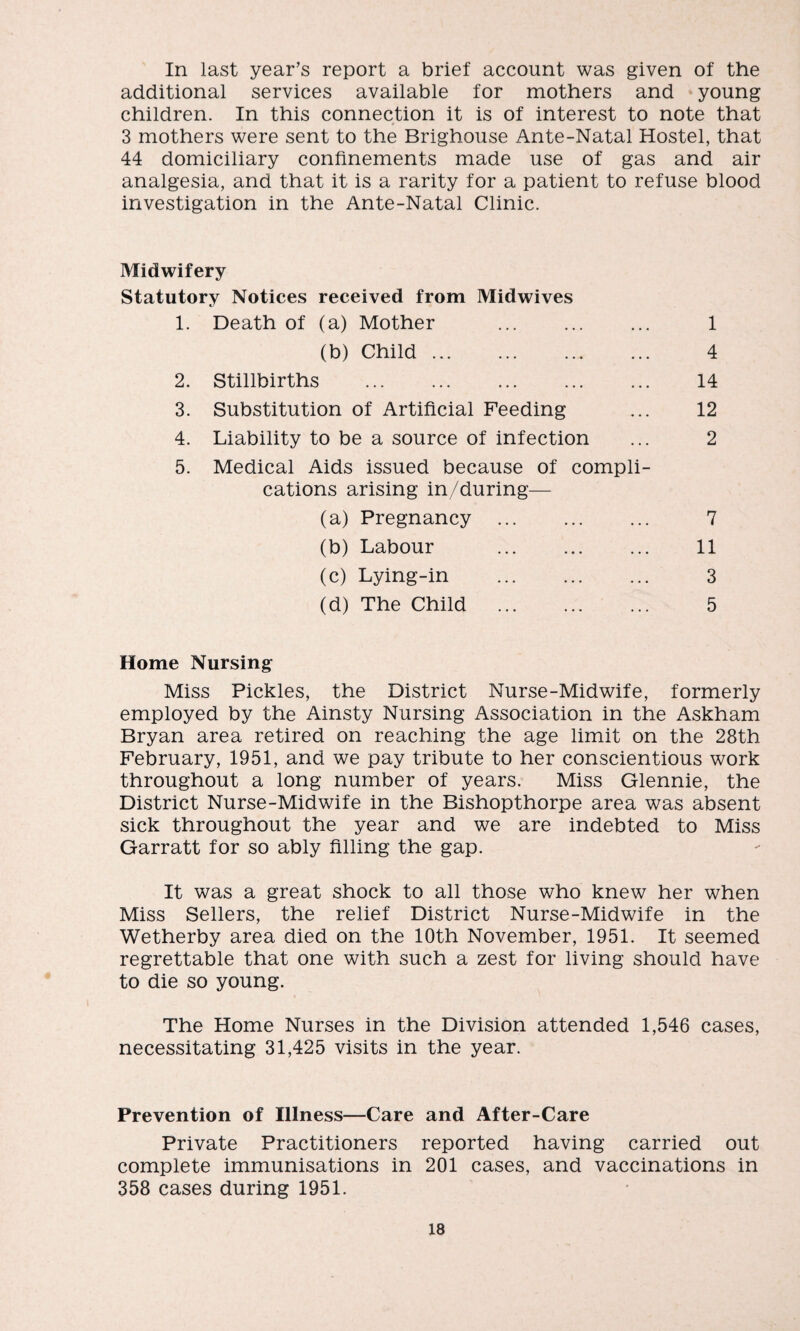 In last year's report a brief account was given of the
additional services available for mothers and young
children. In this connection it is of interest to note that
3 mothers were sent to the Brighouse Ante-Natal Hostel, that
44 domiciliary confinements made use of gas and air
analgesia, and that it is a rarity for a patient to refuse blood
investigation in the Ante-Natal Clinic.
Midwifery
Statutory Notices received from Midwives
1. Death of (a) Mother ... ... ... 1
(b) Child ... ... ... ... 4
2. Stillbirths ... ... ... ... ... 14
3. Substitution of Artificial Feeding ... 12
4. Liability to be a source of infection ... 2
5. Medical Aids issued because of compli-
cations arising in/during—
(a) Pregnancy ... ... ... 7
(b) Labour ... ... ... 11
(c) Lying-in ... ... ... 3
(d) The Child ... ... ... 5
Home Nursing
Miss Pickles, the District Nurse-Midwife, formerly
employed by the Ainsty Nursing Association in the Askham
Bryan area retired on reaching the age limit on the 28th
February, 1951, and we pay tribute to her conscientious work
throughout a long number of years. Miss Glennie, the
District Nurse-Midwife in the Bishopthorpe area was absent
sick throughout the year and we are indebted to Miss
Garratt for so ably filling the gap.
It was a great shock to all those who knew her when
Miss Sellers, the relief District Nurse-Midwife in the
Wetherby area died on the 10th November, 1951. It seemed
regrettable that one with such a zest for living should have
to die so young.
The Home Nurses in the Division attended 1,546 cases,
necessitating 31,425 visits in the year.
Prevention of Illness—Care and After-Care
Private Practitioners reported having carried out
complete immunisations in 201 cases, and vaccinations in
358 cases during 1951.
18